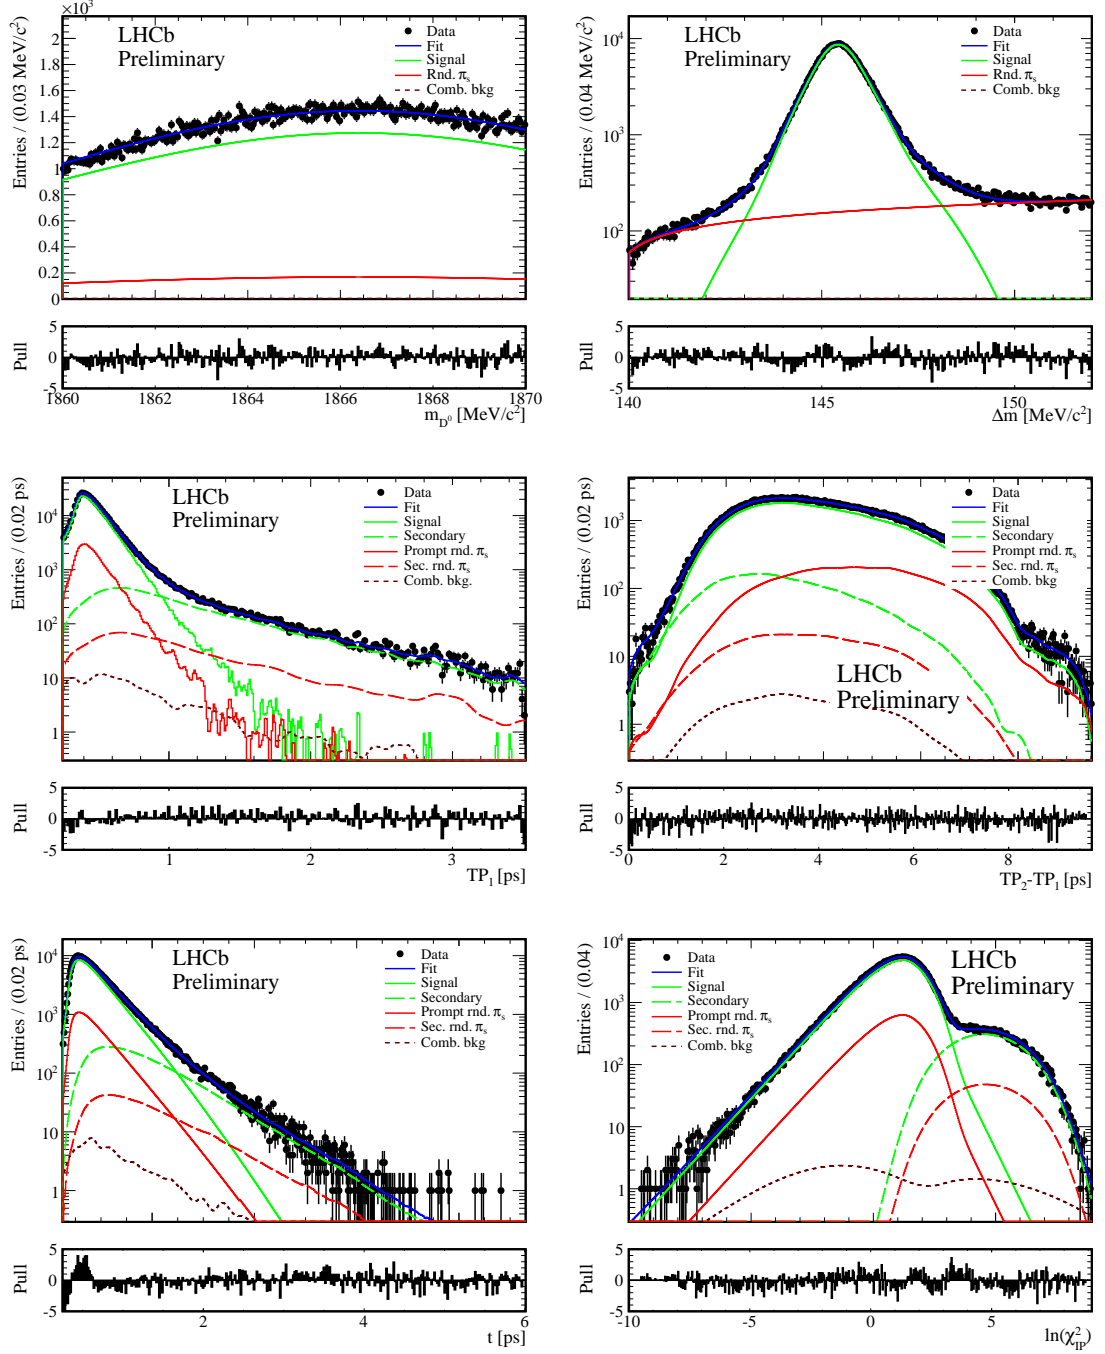 ×10³
Entries / (0.03 MeV/c²)
2
1.8
1.6
1.4
1.2
1
0.8
0.6
0.4
0.2
0
LHCb
Preliminary
Data
Fit
Signal
Rnd. πs
Comb. bkg
Pull
5
0
-5
1860 1862 1864 1866 1868 1870
m_D⁰ [MeV/c²]
Entries / (0.04 MeV/c²)
10⁴
10³
10²
LHCb
Preliminary
Data
Fit
Signal
Rnd. πs
Comb. bkg
Pull
5
0
-5
140 145 150
Δm [MeV/c²]
Entries / (0.02 ps)
10⁴
10³
10²
10
1
LHCb
Preliminary
Data
Fit
Signal
Secondary
Prompt rnd. πs
Sec. rnd. πs
Comb. bkg.
Pull
5
0
-5
1 2 3
TP₁ [ps]
Entries / (0.02 ps)
10³
10²
10
1
Data
Fit
Signal
Secondary
Prompt rnd. πs
Sec. rnd. πs
Comb. bkg
LHCb
Preliminary
Pull
5
0
-5
0 2 4 6 8
TP₂-TP₁ [ps]
Entries / (0.02 ps)
10⁴
10³
10²
10
1
LHCb
Preliminary
Data
Fit
Signal
Secondary
Prompt rnd. πs
Sec. rnd. πs
Comb. bkg
Pull
5
0
-5
2 4 6
t [ps]
Entries / (0.04)
10⁴
10³
10²
10
1
Data
Fit
Signal
Secondary
Prompt rnd. πs
Sec. rnd. πs
Comb. bkg
LHCb
Preliminary
Pull
5
0
-5
-10 -5 0 5
ln(χ²_IP)